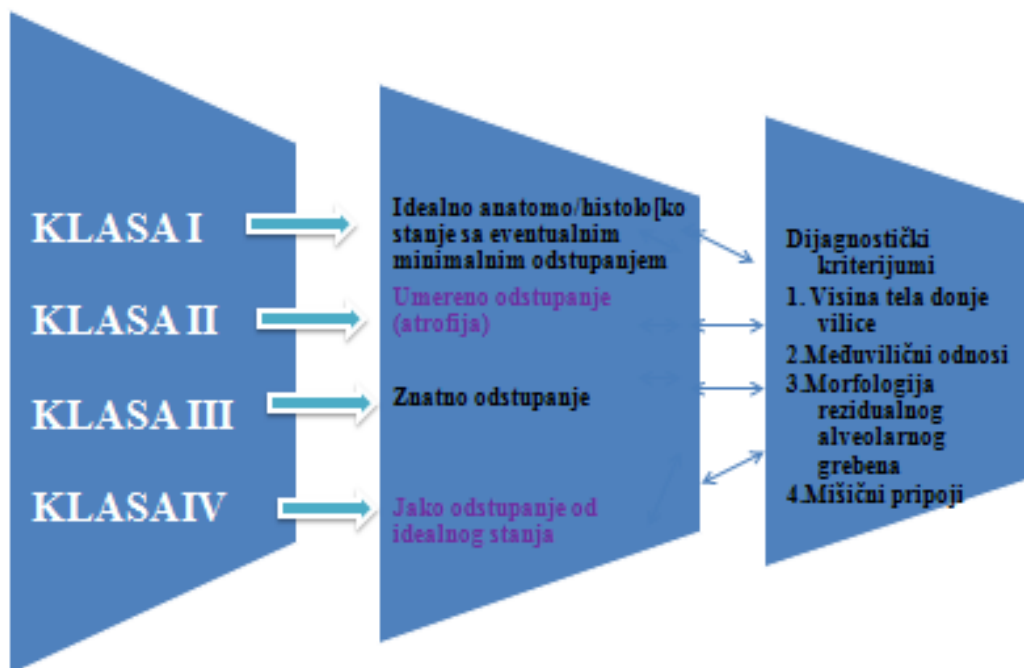 KLASA I
KLASA II
KLASA III
KLASAIV
Idealno anatomo/histolo[ko
stanje sa eventualnim
minimalnim odstupanjem
Umereno odstupanje
(atrofija)
Znatno odstupanje
Jako odstupanje od
idealnog stanja
Dijagnostički
kriterijumi
1. Visina tela donje
vilice
2.Međuvilični odnosi
3.Morfologija
rezidualnog
alveolarnog
grebena
4.Mišični pripoji